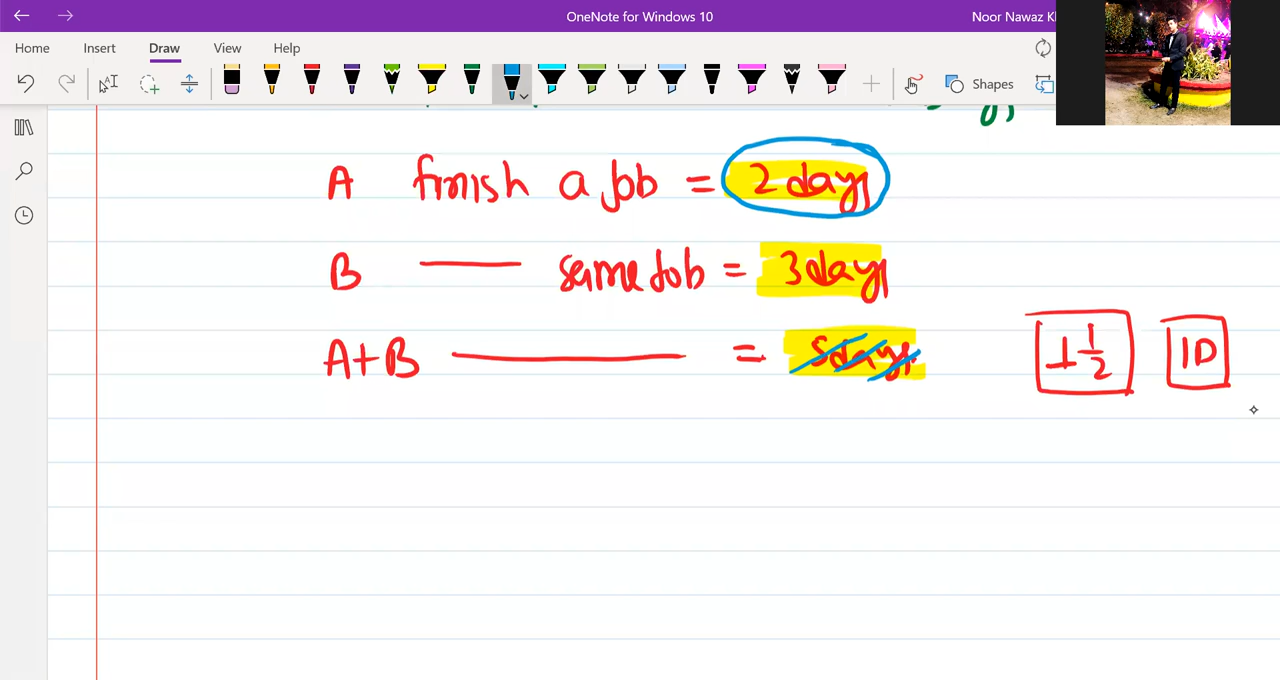 OneNote for Windows 10
Noor Nawaz Kh
Home Insert Draw View Help
Shapes
A finish a job = 2 days
B same Job = 3 days
A+B = 5 days
1 1/2
1D